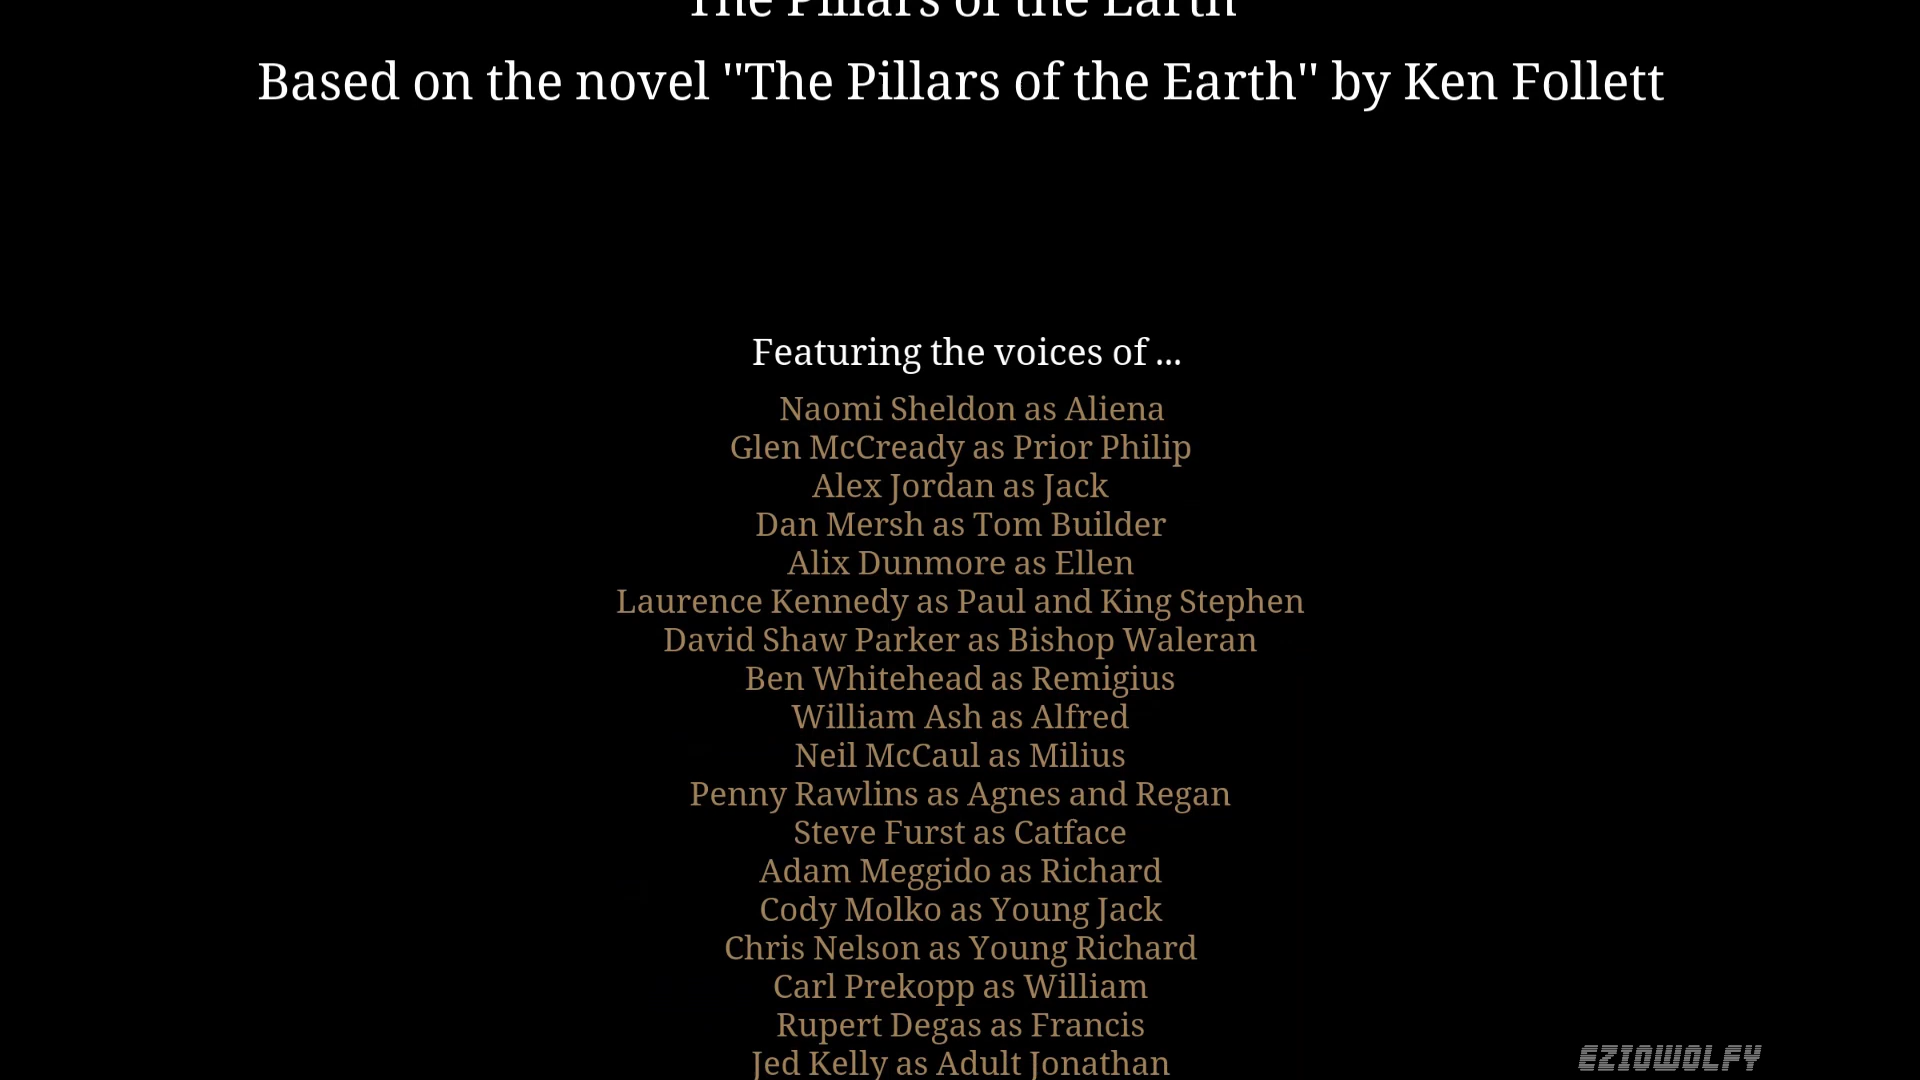 The Pillars of the Earth
Based on the novel "The Pillars of the Earth" by Ken Follett
Featuring the voices of ...
Naomi Sheldon as Aliena
Glen McCready as Prior Philip
Alex Jordan as Jack
Dan Mersh as Tom Builder
Alix Dunmore as Ellen
Laurence Kennedy as Paul and King Stephen
David Shaw Parker as Bishop Waleran
Ben Whitehead as Remigius
William Ash as Alfred
Neil McCaul as Milius
Penny Rawlins as Agnes and Regan
Steve Furst as Catface
Adam Meggido as Richard
Cody Molko as Young Jack
Chris Nelson as Young Richard
Carl Prekopp as William
Rupert Degas as Francis
Jed Kelly as Adult Jonathan
EZIOWOLFY